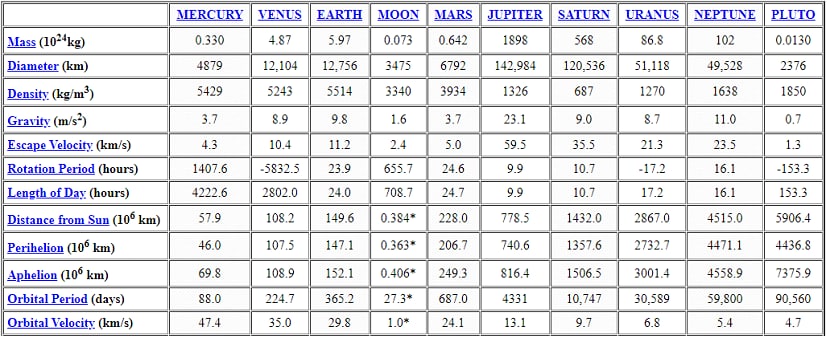 MERCURY VENUS EARTH MOON MARS JUPITER SATURN URANUS NEPTUNE PLUTO
Mass (10²⁴kg) 0.330 4.87 5.97 0.073 0.642 1898 568 86.8 102 0.0130
Diameter (km) 4879 12,104 12,756 3475 6792 142,984 120,536 51,118 49,528 2376
Density (kg/m³) 5429 5243 5514 3340 3934 1326 687 1270 1638 1850
Gravity (m/s²) 3.7 8.9 9.8 1.6 3.7 23.1 9.0 8.7 11.0 0.7
Escape Velocity (km/s) 4.3 10.4 11.2 2.4 5.0 59.5 35.5 21.3 23.5 1.3
Rotation Period (hours) 1407.6 -5832.5 23.9 655.7 24.6 9.9 10.7 -17.2 16.1 -153.3
Length of Day (hours) 4222.6 2802.0 24.0 708.7 24.7 9.9 10.7 17.2 16.1 153.3
Distance from Sun (10⁶ km) 57.9 108.2 149.6 0.384* 228.0 778.5 1432.0 2867.0 4515.0 5906.4
Perihelion (10⁶ km) 46.0 107.5 147.1 0.363* 206.7 740.6 1357.6 2732.7 4471.1 4436.8
Aphelion (10⁶ km) 69.8 108.9 152.1 0.406* 249.3 816.4 1506.5 3001.4 4558.9 7375.9
Orbital Period (days) 88.0 224.7 365.2 27.3* 687.0 4331 10,747 30,589 59,800 90,560
Orbital Velocity (km/s) 47.4 35.0 29.8 1.0* 24.1 13.1 9.7 6.8 5.4 4.7